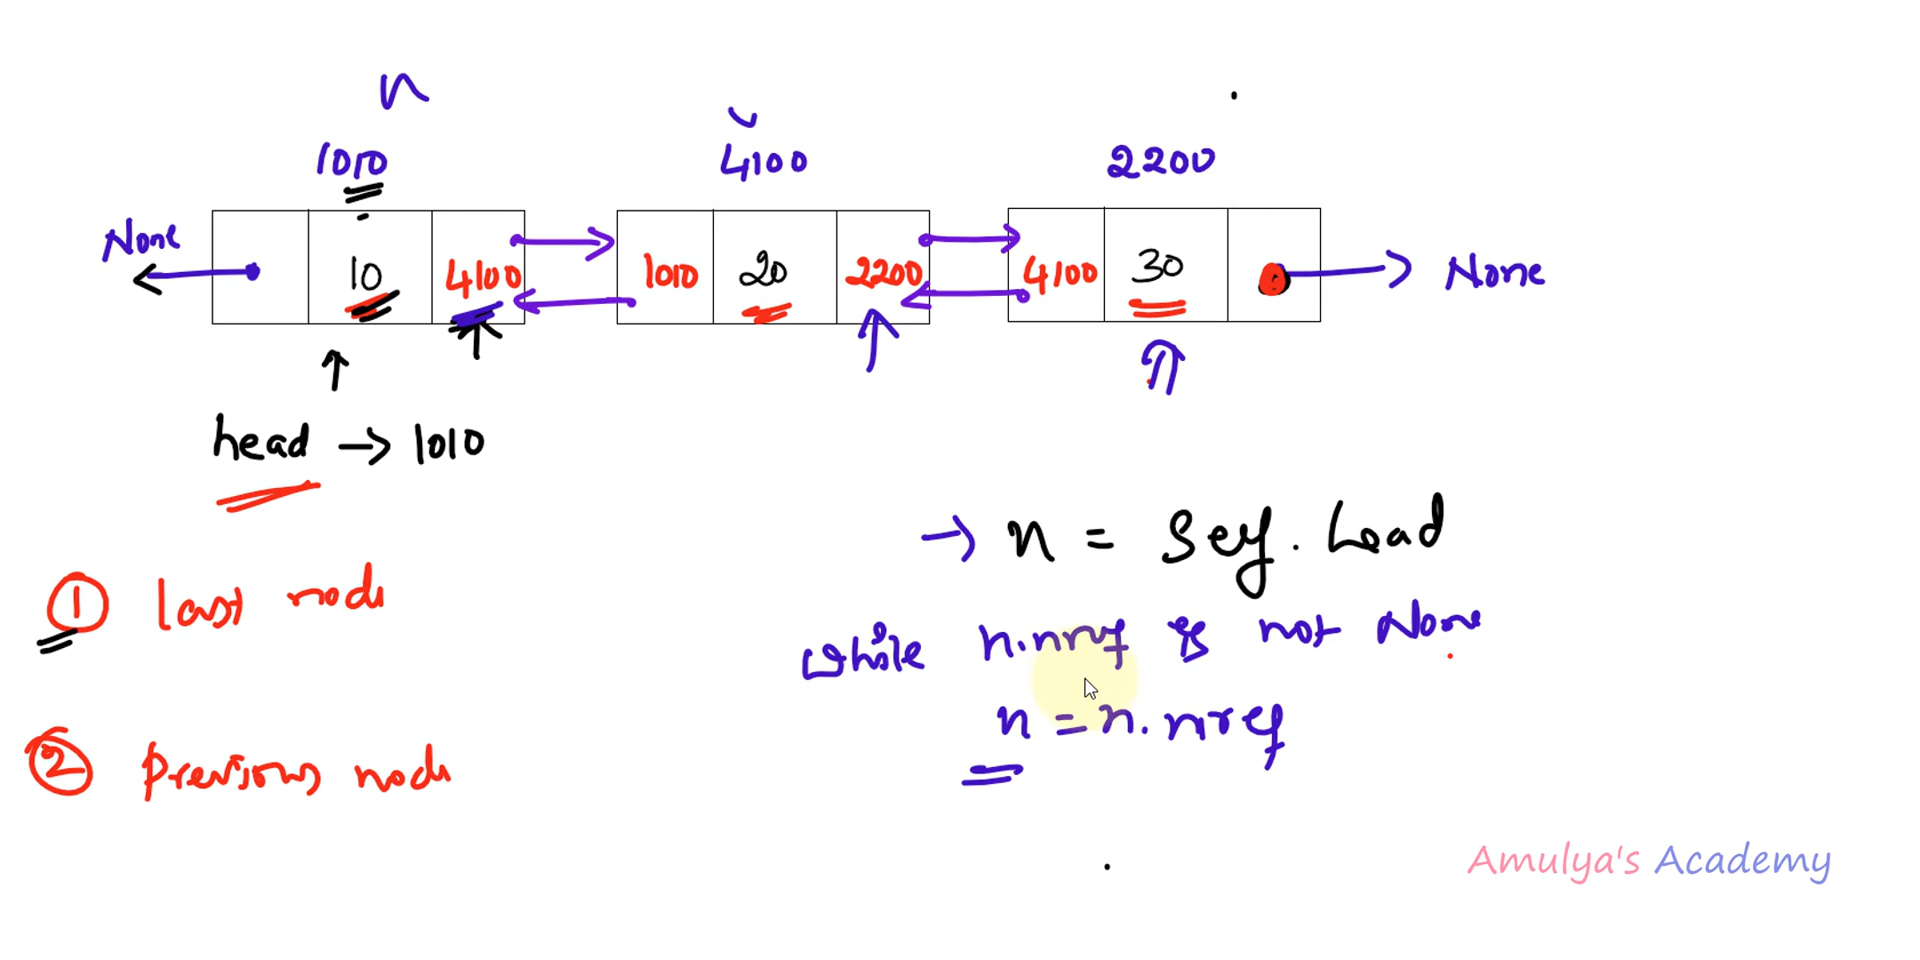 n
1010 4100 2200
None 10 4100 1010 20 2200 4100 30 None
head → 1010
→ n = self.head
① last node
while n.nref is not None
n = n.nref
② Previous node
Amulya's Academy